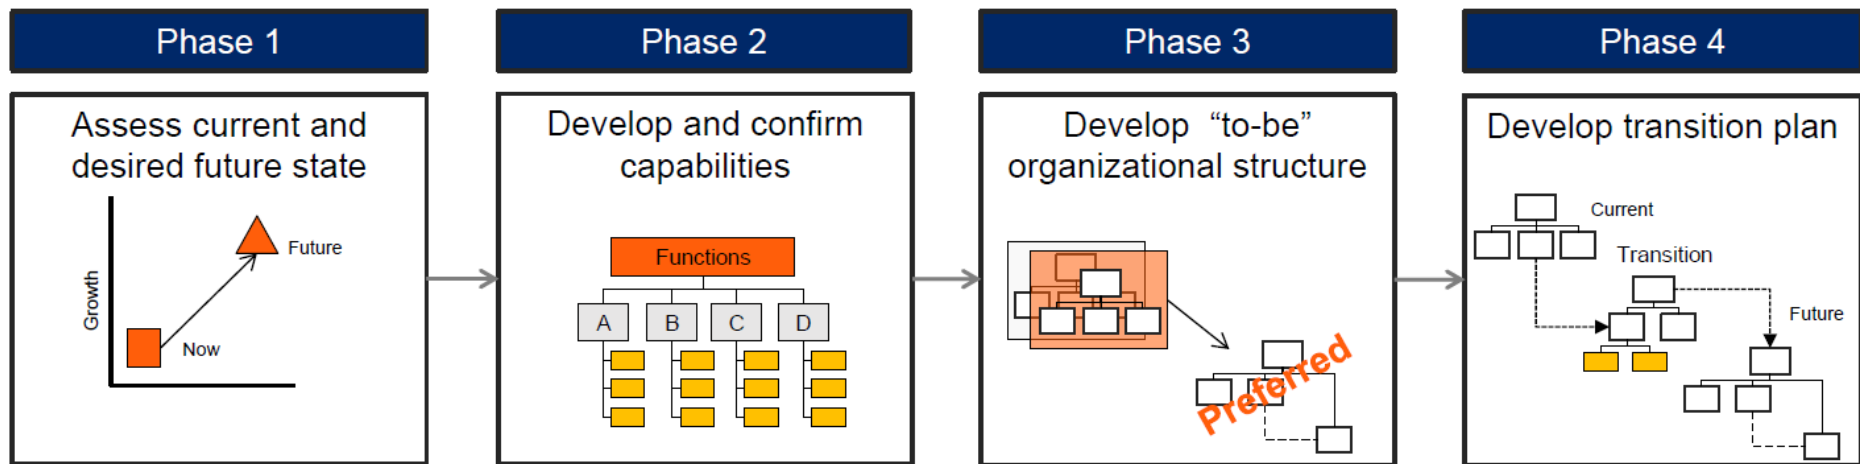 Phase 1
Assess current and
desired future state
Growth
Future
Now
Phase 2
Develop and confirm
capabilities
Functions
A
B
C
D
Phase 3
Develop “to-be”
organizational structure
Preferred
Phase 4
Develop transition plan
Current
Transition
Future